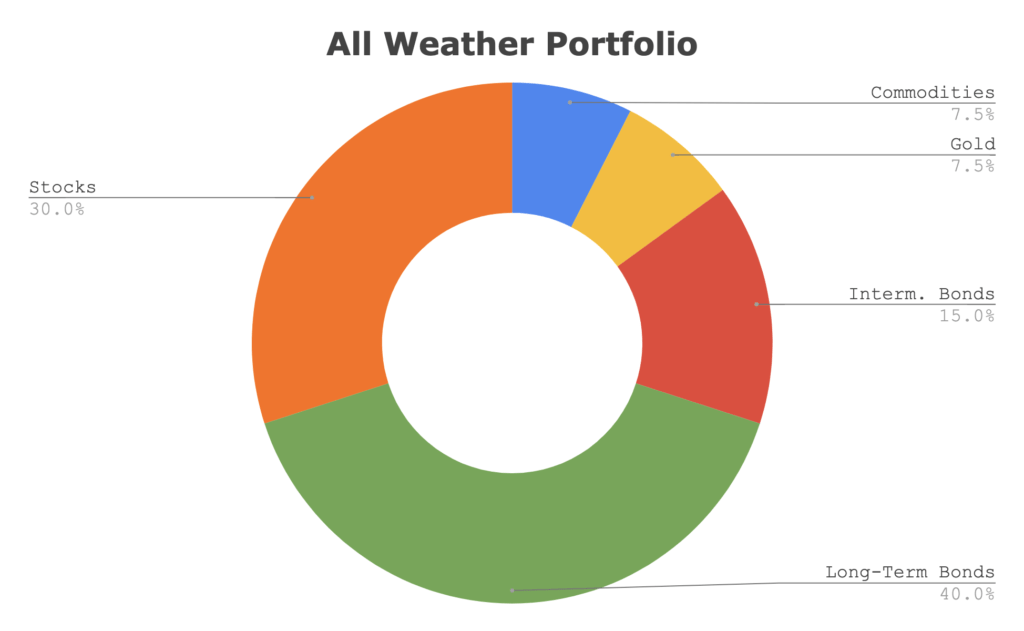 All Weather Portfolio
Commodities
7.5%
Gold
7.5%
Stocks
30.0%
Interm. Bonds
15.0%
Long-Term Bonds
40.0%